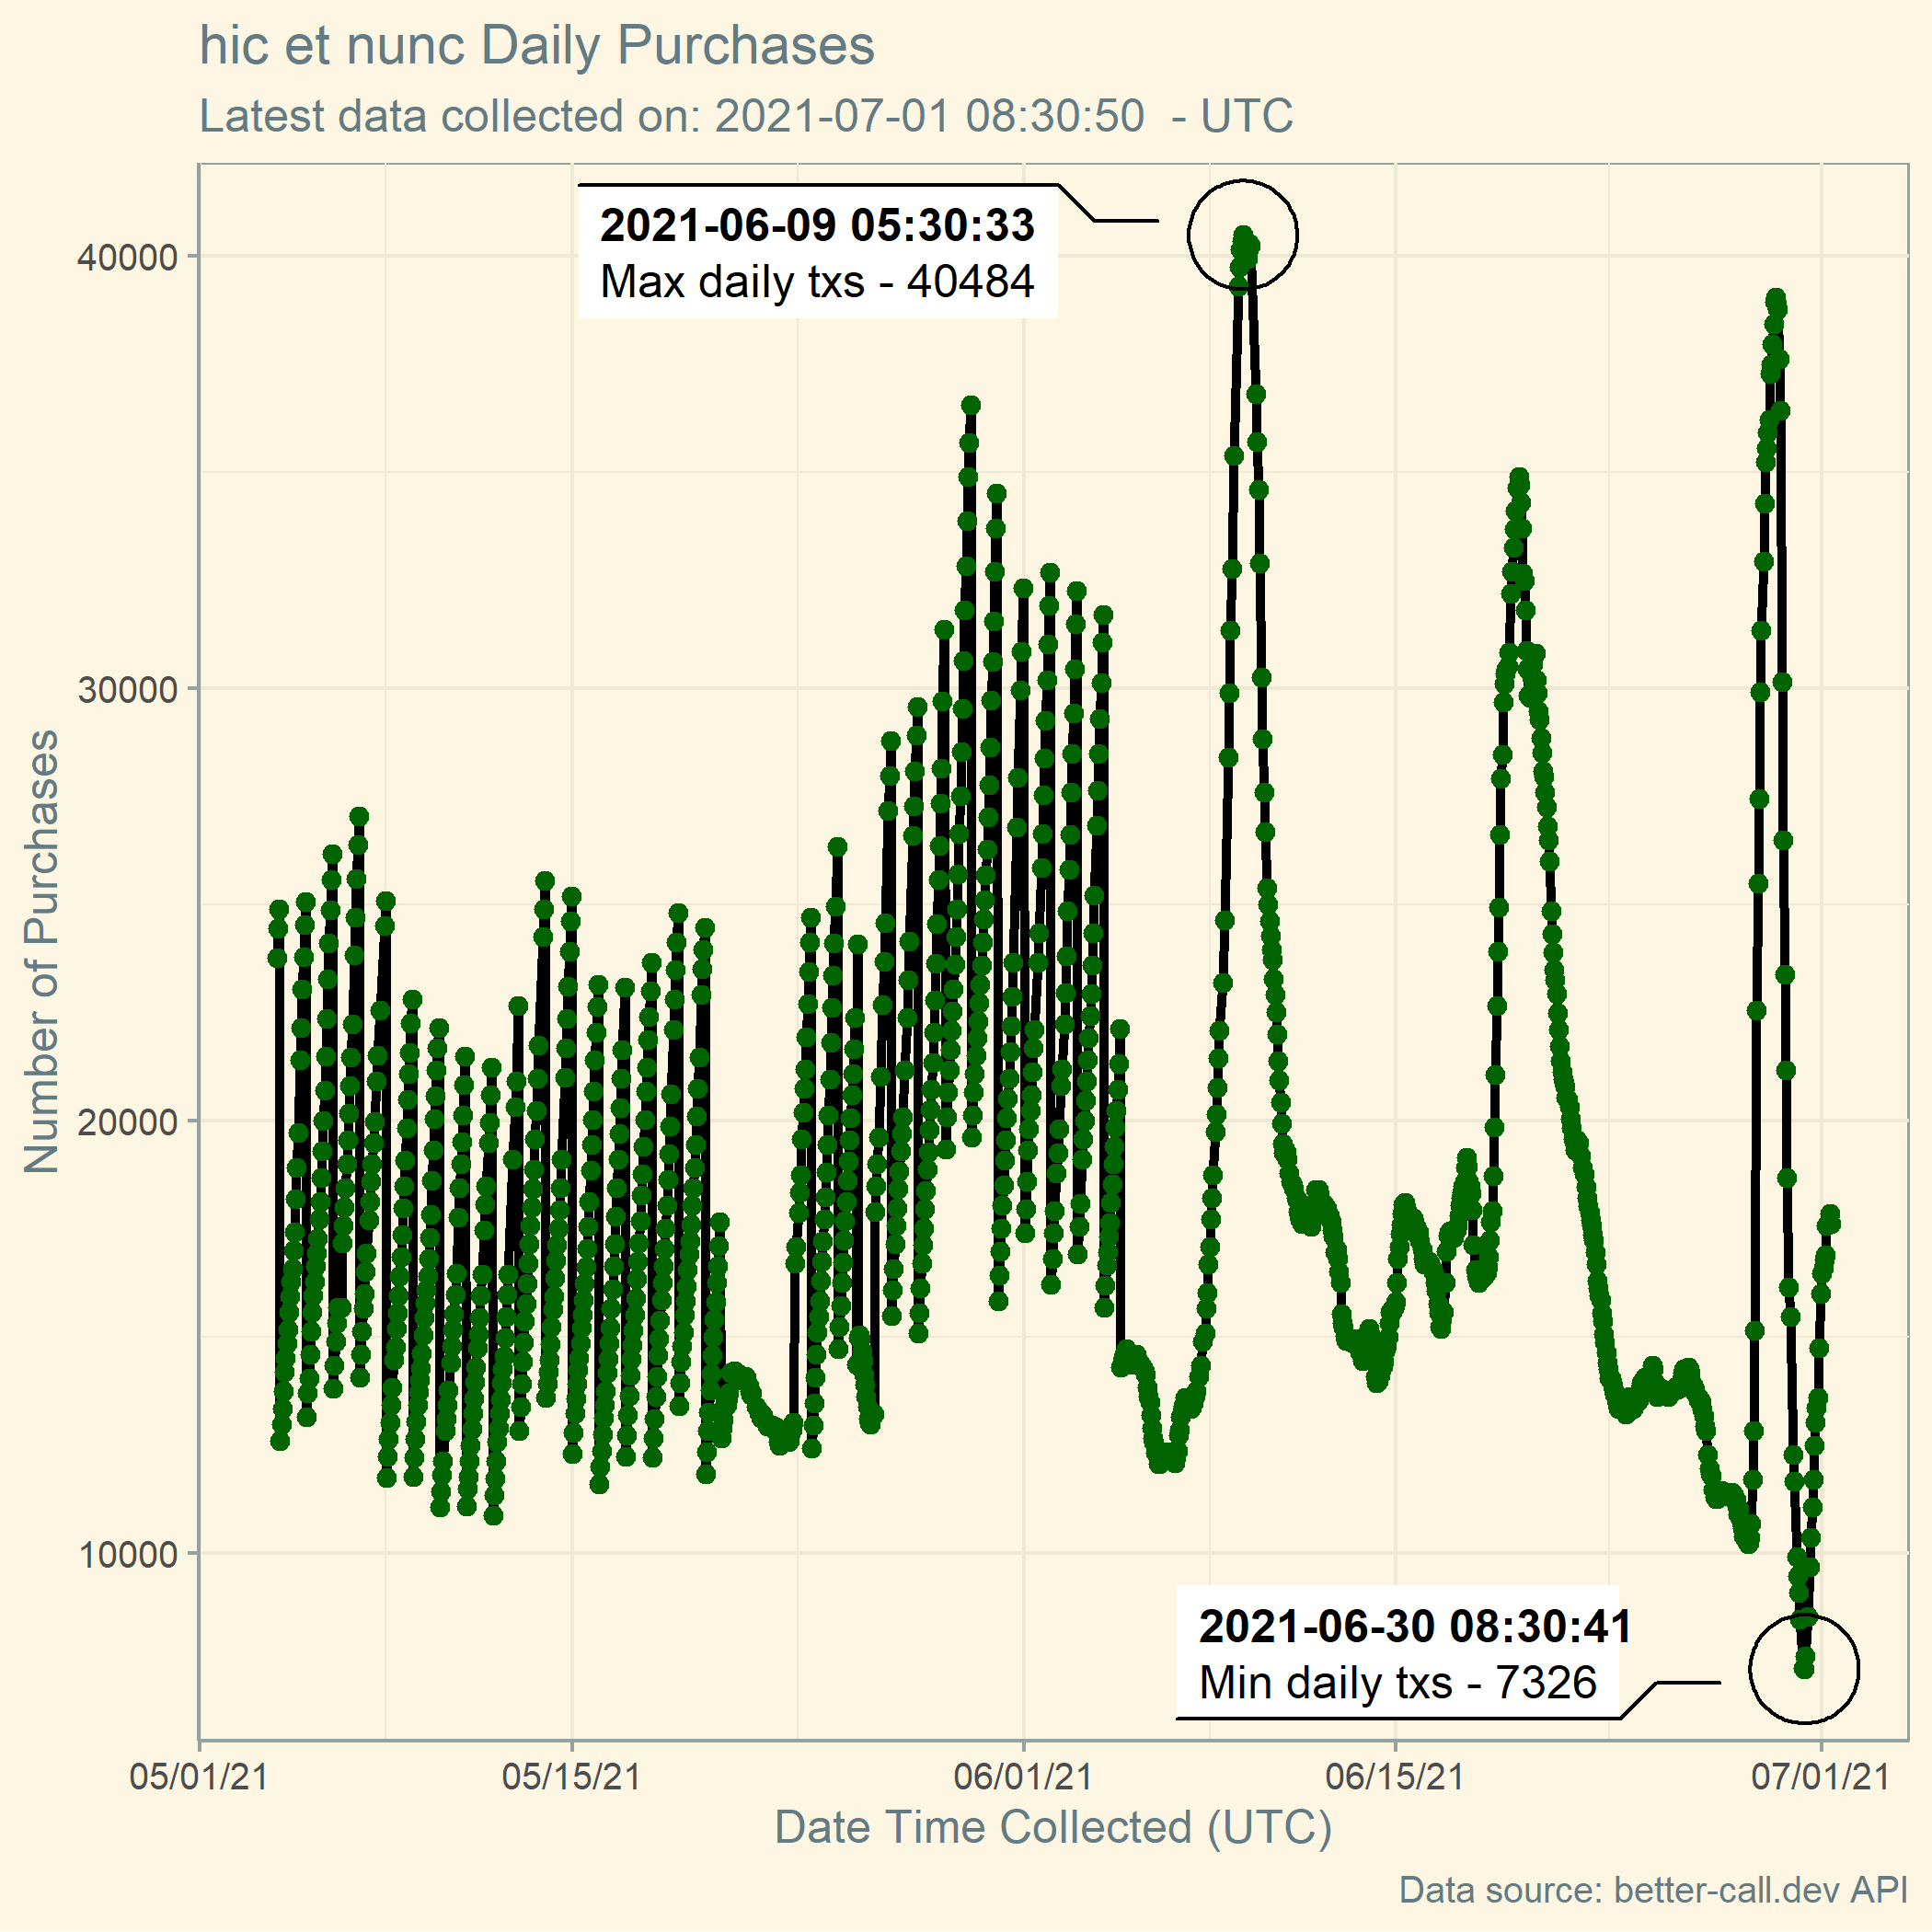 hic et nunc Daily Purchases
Latest data collected on: 2021-07-01 08:30:50  - UTC
2021-06-09 05:30:33
Max daily txs - 40484
40000
30000
20000
10000
Number of Purchases
2021-06-30 08:30:41
Min daily txs - 7326
05/01/21 05/15/21 06/01/21 06/15/21 07/01/21
Date Time Collected (UTC)
Data source: better-call.dev API